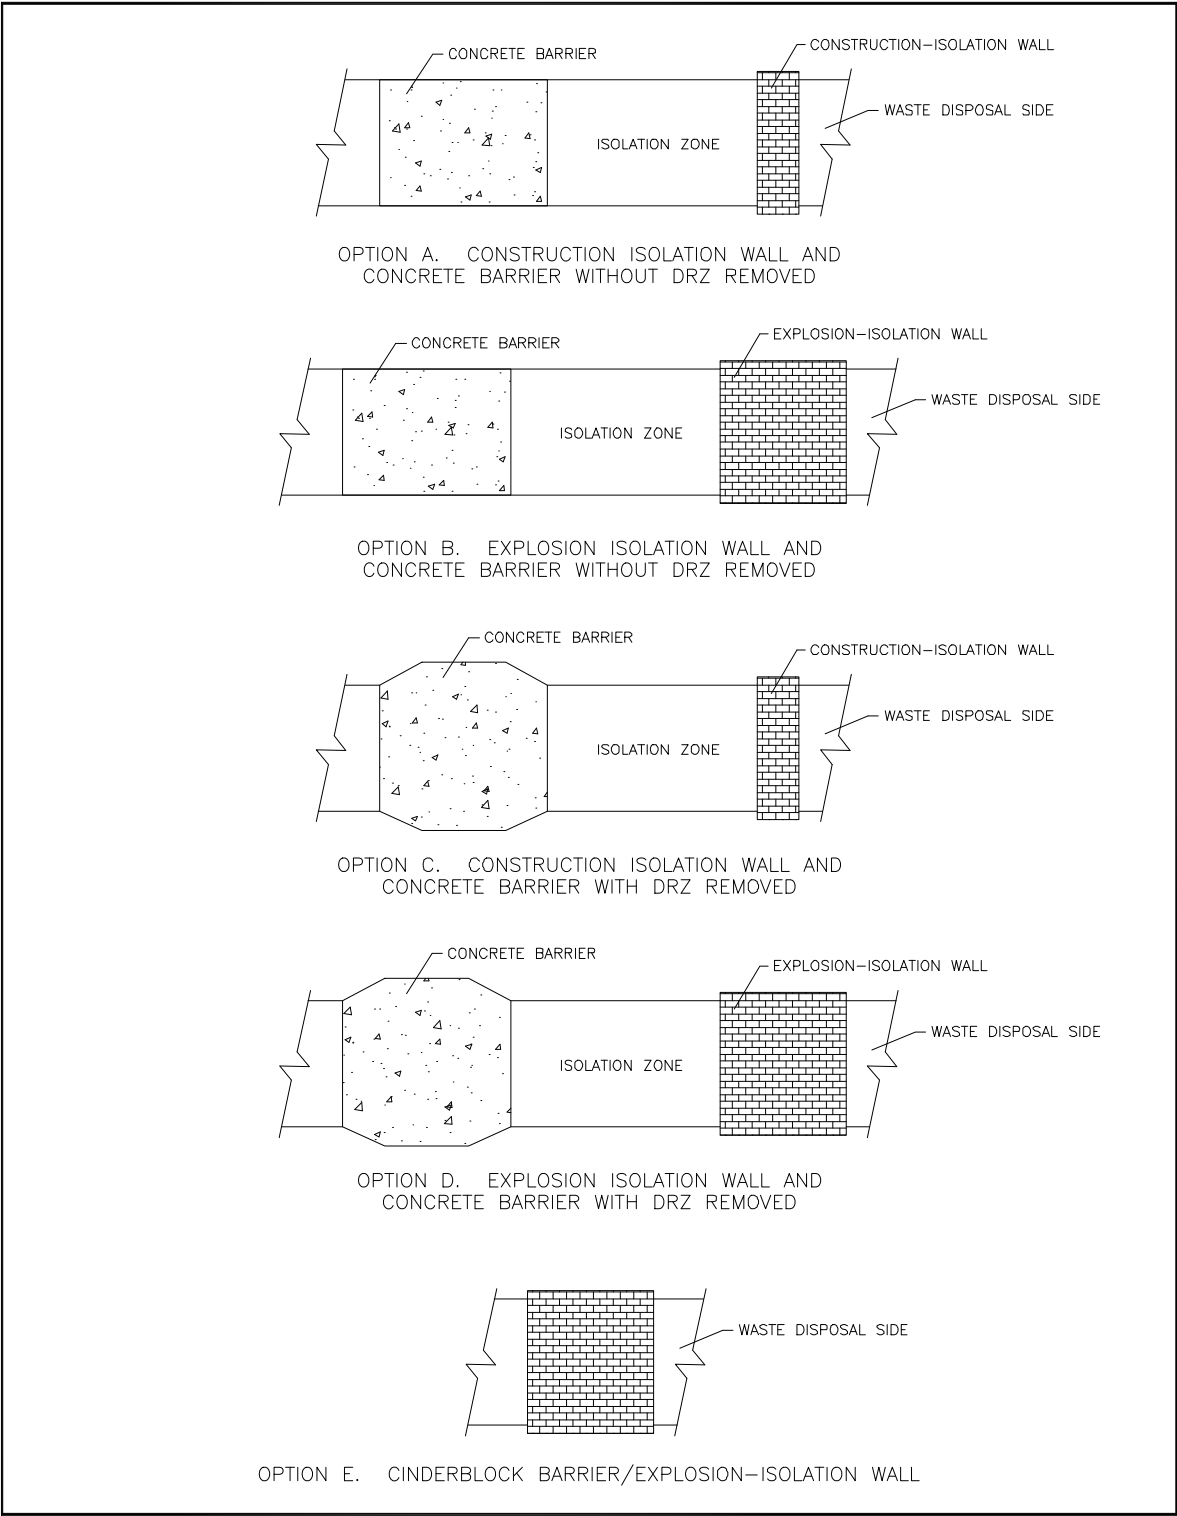 CONCRETE BARRIER
CONSTRUCTION-ISOLATION WALL
WASTE DISPOSAL SIDE
ISOLATION ZONE
OPTION A. CONSTRUCTION ISOLATION WALL AND
CONCRETE BARRIER WITHOUT DRZ REMOVED
EXPLOSION-ISOLATION WALL
CONCRETE BARRIER
WASTE DISPOSAL SIDE
ISOLATION ZONE
OPTION B. EXPLOSION ISOLATION WALL AND
CONCRETE BARRIER WITHOUT DRZ REMOVED
CONCRETE BARRIER
CONSTRUCTION-ISOLATION WALL
WASTE DISPOSAL SIDE
ISOLATION ZONE
OPTION C. CONSTRUCTION ISOLATION WALL AND
CONCRETE BARRIER WITH DRZ REMOVED
CONCRETE BARRIER
EXPLOSION-ISOLATION WALL
WASTE DISPOSAL SIDE
ISOLATION ZONE
OPTION D. EXPLOSION ISOLATION WALL AND
CONCRETE BARRIER WITH DRZ REMOVED
WASTE DISPOSAL SIDE
OPTION E. CINDERBLOCK BARRIER/EXPLOSION-ISOLATION WALL